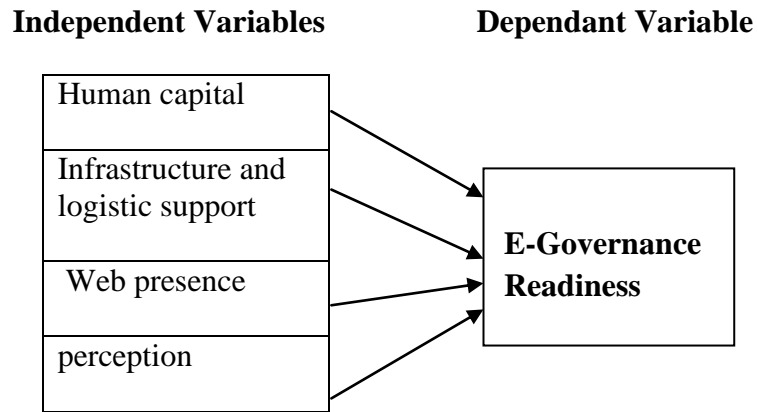 Independent Variables
Dependant Variable
Human capital
Infrastructure and
logistic support
Web presence
perception
E-Governance
Readiness